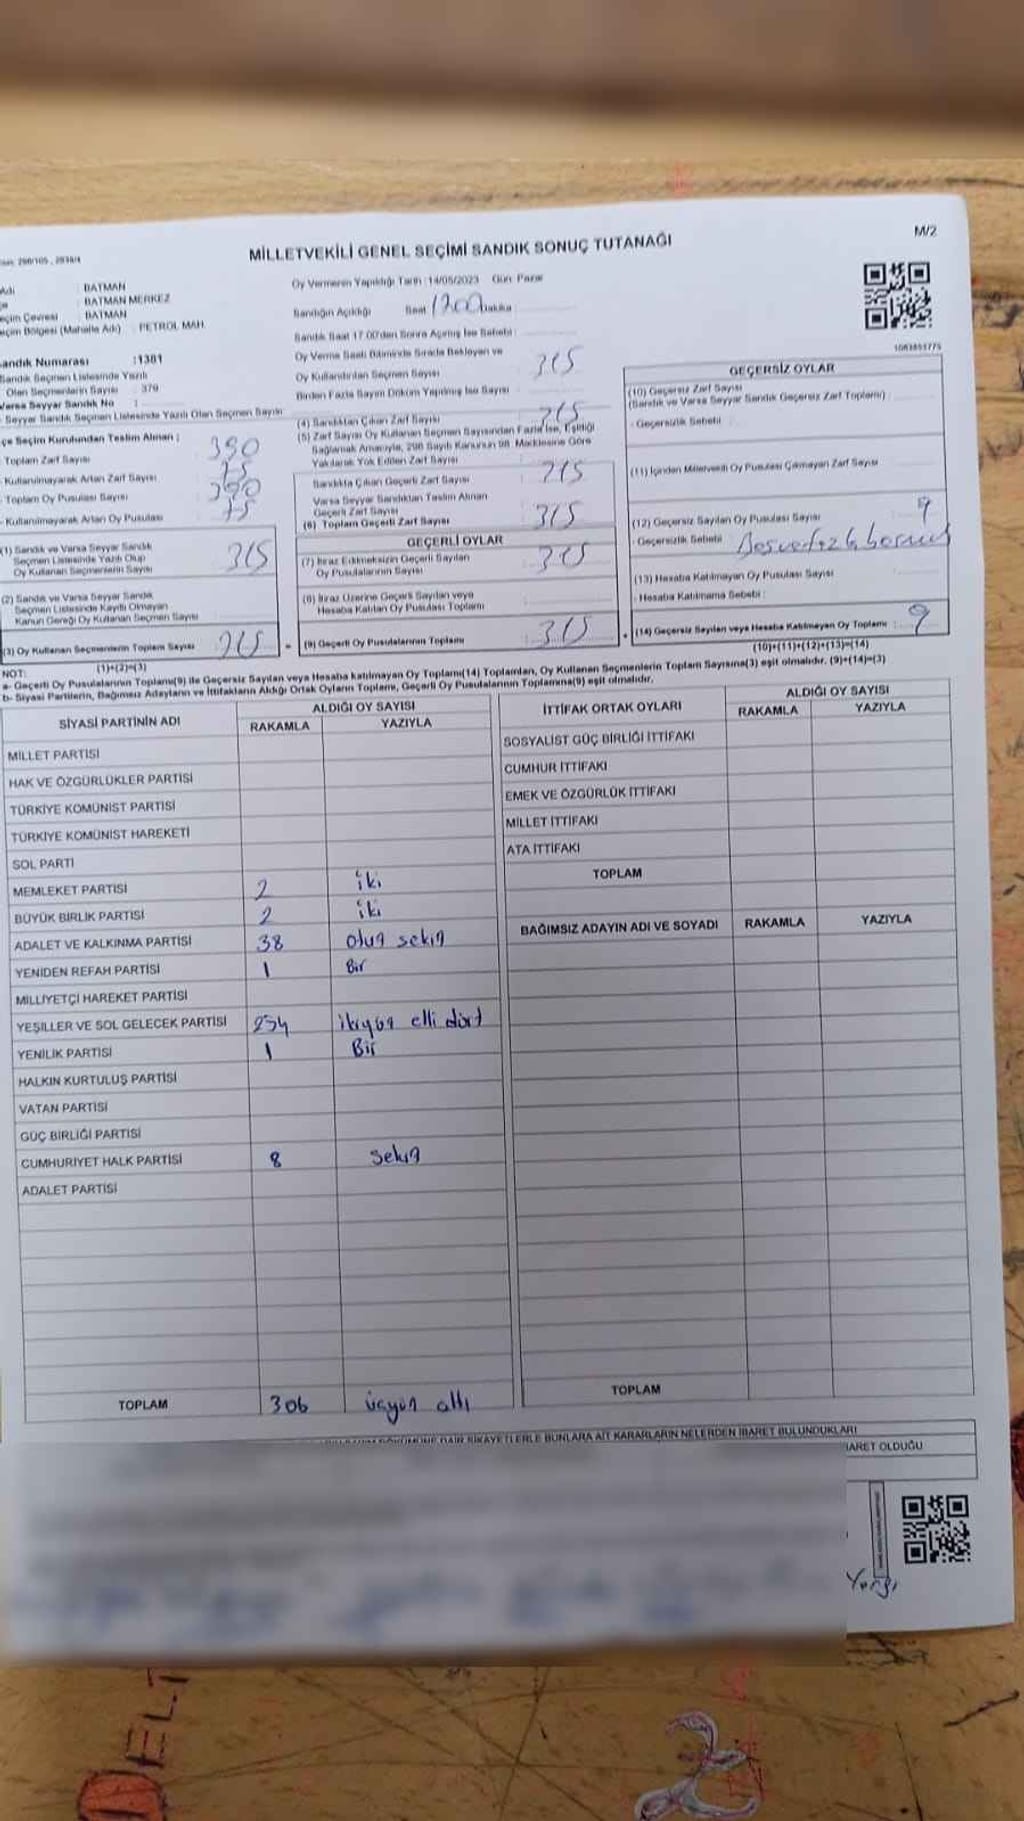 M/2
MİLLETVEKİLİ GENEL SEÇİMİ SANDIK SONUÇ TUTANAĞI
BATMAN
BATMAN MERKEZ
eçim Çevresi : BATMAN
eçim Bölgesi (Mahalle Adı) : PETROL MAH.
andık Numarası :1381
Sandık Seçmen Listesinde Yazılı
Olan Seçmenlerin Sayısı : 379
Varsa Seyyar Sandık No :
Seyyar Sandık Seçmen Listesinde Yazılı Olan Seçmen Sayısı
çe Seçim Kurulundan Teslim Alınan ;
Toplam Zarf Sayısı 390
Kullanılmayarak Artan Zarf Sayısı 75
Toplam Oy Pusulası Sayısı 390
Kullanılmayarak Artan Oy Pusulası 75
(1) Sandık ve Varsa Seyyar Sandık
Seçmen Listesinde Yazılı Olup
Oy Kullanan Seçmenlerin Sayısı 315
(2) Sandık ve Varsa Seyyar Sandık
Seçmen Listesinde Kayıtlı Olmayan
Kanun Gereği Oy Kullanan Seçmen Sayısı
(3) Oy Kullanan Seçmenlerin Toplam Sayısı 315
(1)+(2)=(3)
Oy Vermenin Yapıldığı Tarih :14/05/2023 Gün: Pazar
Sandığın Açıldığı Saat 1700 Dakika
Sandık Saat 17.00'den Sonra Açılmış İse Sebebi :
Oy Verme Saati Bitiminde Sırada Bekleyen ve
Oy Kullandırılan Seçmen Sayısı 315
Birden Fazla Sayım Döküm Yapılmış İse Sayısı
(4) Sandıktan Çıkan Zarf Sayısı 315
(5) Zarf Sayısı Oy Kullanan Seçmen Sayısından Fazla İse, Eşitliği
Sağlamak Amacıyla, 298 Sayılı Kanunun 98. Maddesine Göre
Yakılarak Yok Edilen Zarf Sayısı
Sandıkta Çıkan Geçerli Zarf Sayısı 315
Varsa Seyyar Sandıktan Teslim Alınan
Geçerli Zarf Sayısı
(6) Toplam Geçerli Zarf Sayısı 315
GEÇERLİ OYLAR
(7) İtiraz Edilmeksizin Geçerli Sayılan
Oy Pusulalarının Sayısı 315
(8) İtiraz Üzerine Geçerli Sayılan veya
Hesaba Katılan Oy Pusulası Toplamı
(9) Geçerli Oy Pusulalarının Toplamı 315
1083851775
GEÇERSİZ OYLAR
(10) Geçersiz Zarf Sayısı
(Sandık ve Varsa Seyyar Sandık Geçersiz Zarf Toplamı) :
- Geçersizlik Sebebi :
(11) İçinden Milletvekili Oy Pusulası Çıkmayan Zarf Sayısı
(12) Geçersiz Sayılan Oy Pusulası Sayısı 9
- Geçersizlik Sebebi :
(13) Hesaba Katılmayan Oy Pusulası Sayısı
- Hesaba Katılmama Sebebi :
(14) Geçersiz Sayılan veya Hesaba Katılmayan Oy Toplamı : 9
(10)+(11)+(12)+(13)=(14)
NOT:
a- Geçerli Oy Pusulalarının Toplamı(9) ile Geçersiz Sayılan veya Hesaba katılmayan Oy Toplamı(14) Toplamları, Oy Kullanan Seçmenlerin Toplam Sayısına(3) eşit olmalıdır. (9)+(14)=(3)
b- Siyasi Partilerin, Bağımsız Adayların ve İttifakların Aldığı Ortak Oyların Toplamı, Geçerli Oy Pusulalarının Toplamına(9) eşit olmalıdır.
SİYASİ PARTİNİN ADI ALDIĞI OY SAYISI
RAKAMLA YAZIYLA
MİLLET PARTİSİ
HAK VE ÖZGÜRLÜKLER PARTİSİ
TÜRKİYE KOMÜNİST PARTİSİ
TÜRKİYE KOMÜNİST HAREKETİ
SOL PARTİ
MEMLEKET PARTİSİ 2 iki
BÜYÜK BİRLİK PARTİSİ 2 iki
ADALET VE KALKINMA PARTİSİ 38 otuz sekiz
YENİDEN REFAH PARTİSİ 1 Bir
MİLLİYETÇİ HAREKET PARTİSİ
YEŞİLLER VE SOL GELECEK PARTİSİ 254 ikiyüz elli dört
YENİLİK PARTİSİ 1 Bir
HALKIN KURTULUŞ PARTİSİ
VATAN PARTİSİ
GÜÇ BİRLİĞİ PARTİSİ
CUMHURİYET HALK PARTİSİ 8 sekiz
ADALET PARTİSİ
TOPLAM 306 üçyüz altı
İTTİFAK ORTAK OYLARI ALDIĞI OY SAYISI
RAKAMLA YAZIYLA
SOSYALİST GÜÇ BİRLİĞİ İTTİFAKI
CUMHUR İTTİFAKI
EMEK VE ÖZGÜRLÜK İTTİFAKI
MİLLET İTTİFAKI
ATA İTTİFAKI
TOPLAM
BAĞIMSIZ ADAYIN ADI VE SOYADI RAKAMLA YAZIYLA
TOPLAM
DÖKÜMÜNE DAİR ŞİKAYETLERLE BUNLARA AİT KARARLARIN NELERDEN İBARET BULUNDUKLARI
İBARET OLDUĞU
ELT
2